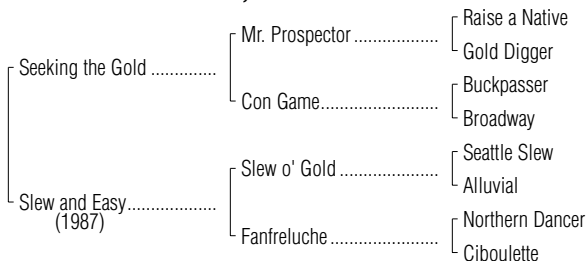 Raise a Native
Mr. Prospector ....................
Gold Digger
Seeking the Gold ..............
Buckpasser
Con Game............................
Broadway
Seattle Slew
Slew o' Gold .......................
Alluvial
Slew and Easy.....................
(1987)
Northern Dancer
Fanfreluche .........................
Ciboulette